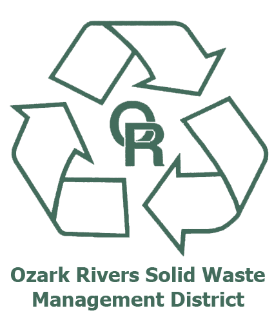 OR
Ozark Rivers Solid Waste
Management District